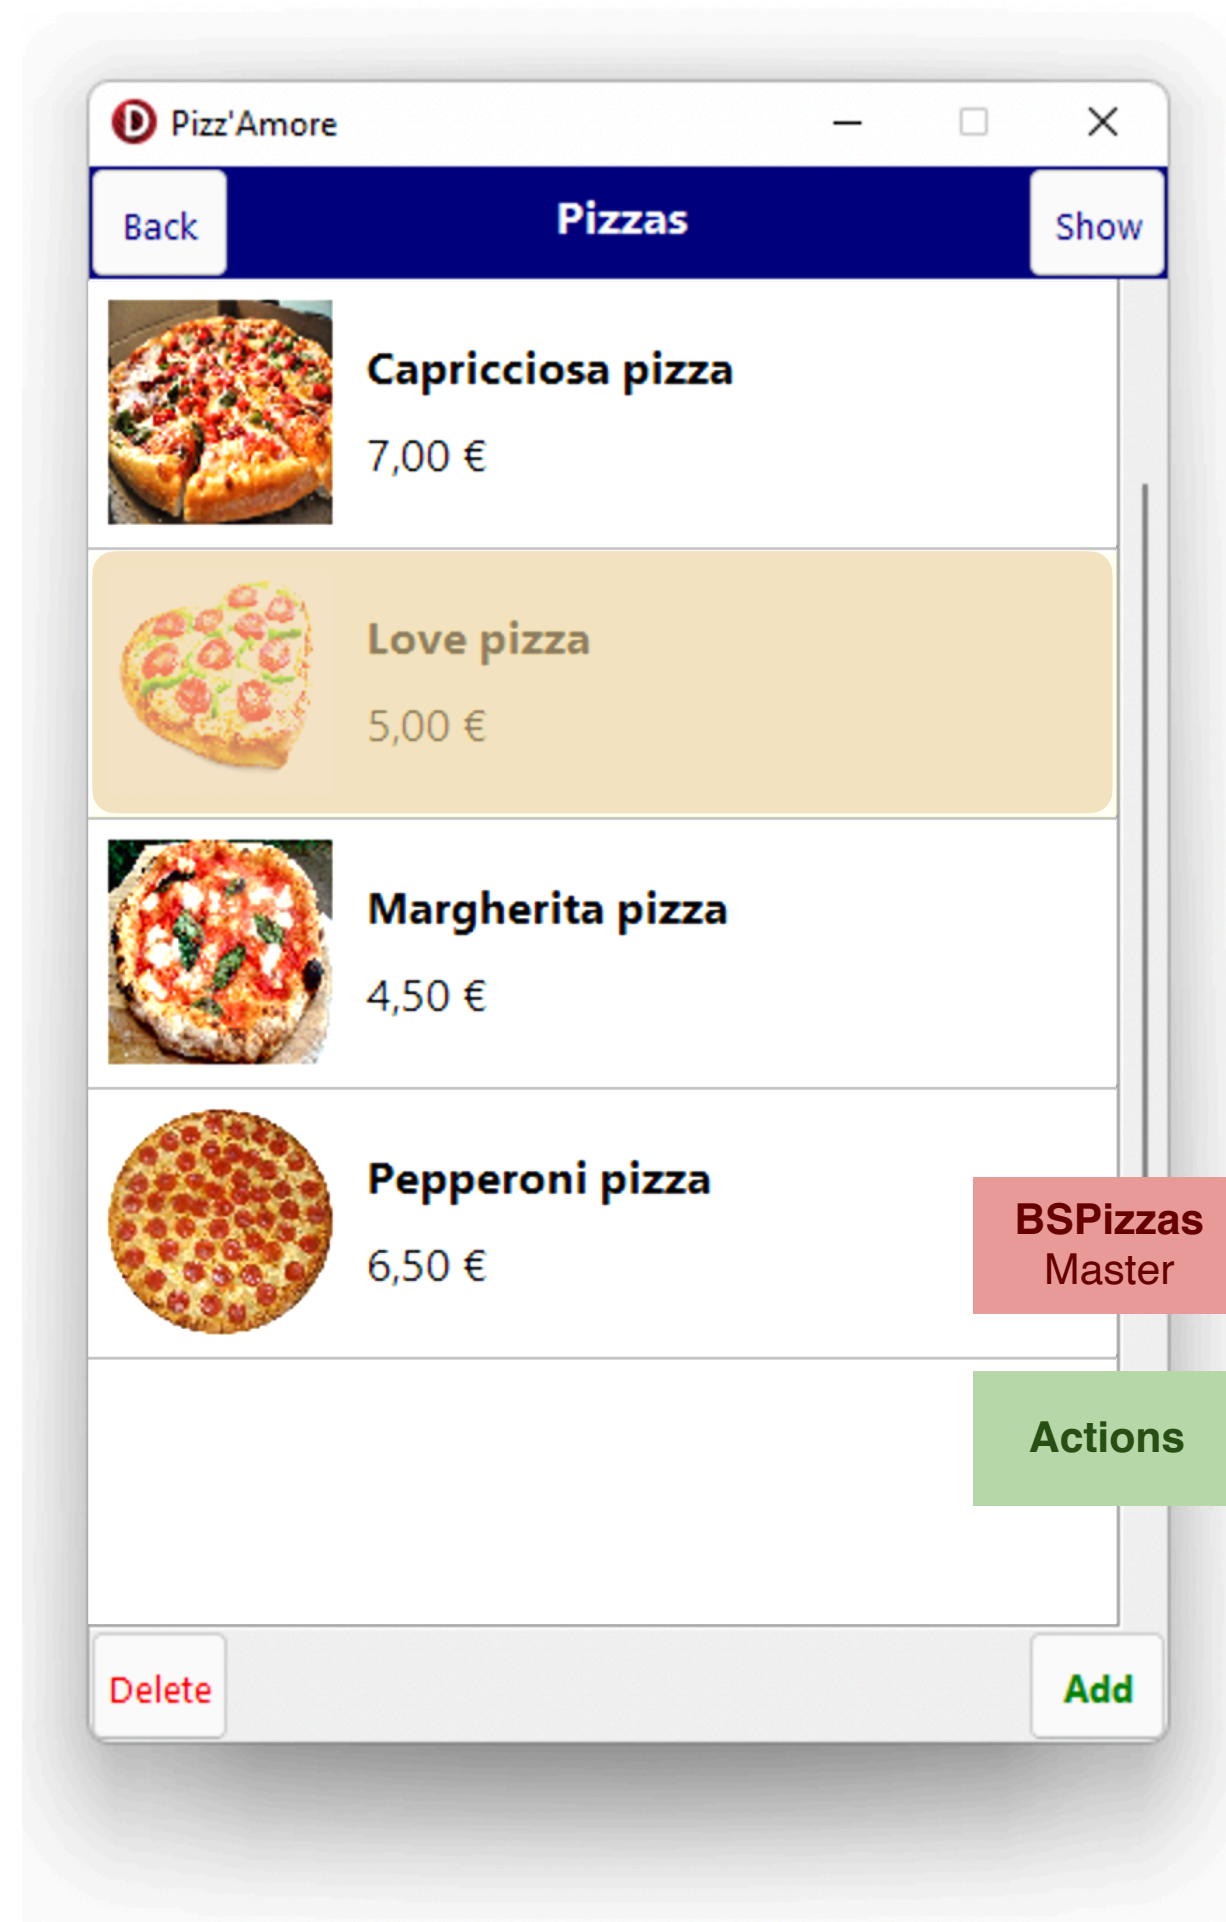 D Pizz'Amore
Back
Pizzas
Show
Capricciosa pizza
7,00 €
Love pizza
5,00 €
Margherita pizza
4,50 €
Pepperoni pizza
6,50 €
BSPizzas
Master
Actions
Delete
Add